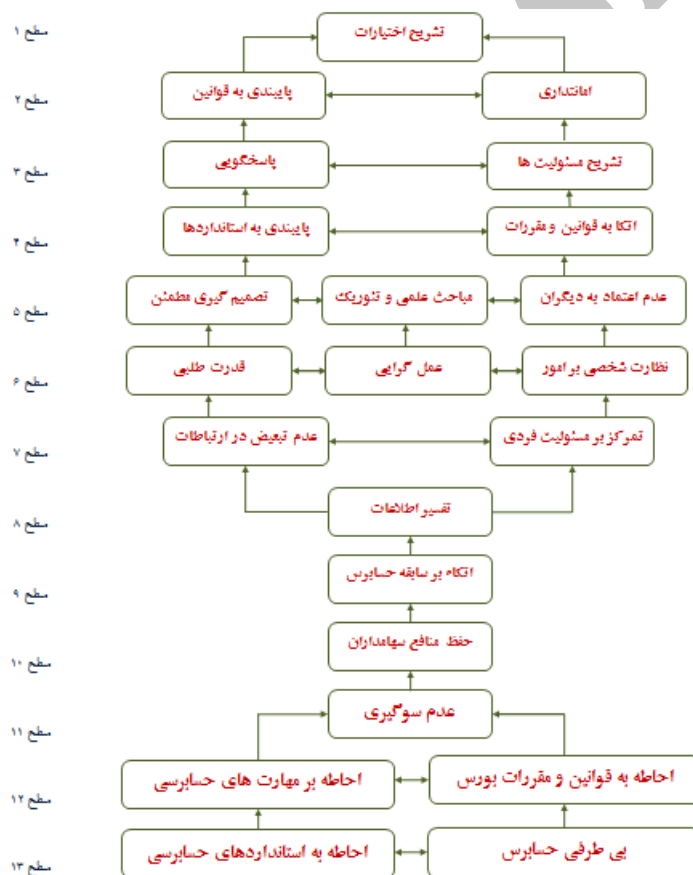 سطح ۱
تشریح اختیارات
سطح ۲
امانتداری
پایبندی به قوانین
سطح ۳
تشریح مسئولیت ها
پاسخگویی
سطح ۴
اتکا به قوانین و مقررات
پایبندی به استانداردها
سطح ۵
عدم اعتماد به دیگران
مباحث علمی و تئوریک
تصمیم گیری مطمئن
سطح ۶
نظارت شخصی بر امور
عمل گرایی
قدرت طلبی
سطح ۷
تمرکز بر مسئولیت فردی
عدم تبعیض در ارتباطات
سطح ۸
تفسیر اطلاعات
سطح ۹
اتکاء بر سابقه حسابرس
سطح ۱۰
حفظ منافع سهامداران
سطح ۱۱
عدم سوگیری
سطح ۱۲
احاطه به قوانین و مقررات بورس
احاطه بر مهارت های حسابرسی
سطح ۱۳
بی طرفی حسابرس
احاطه به استانداردهای حسابرسی